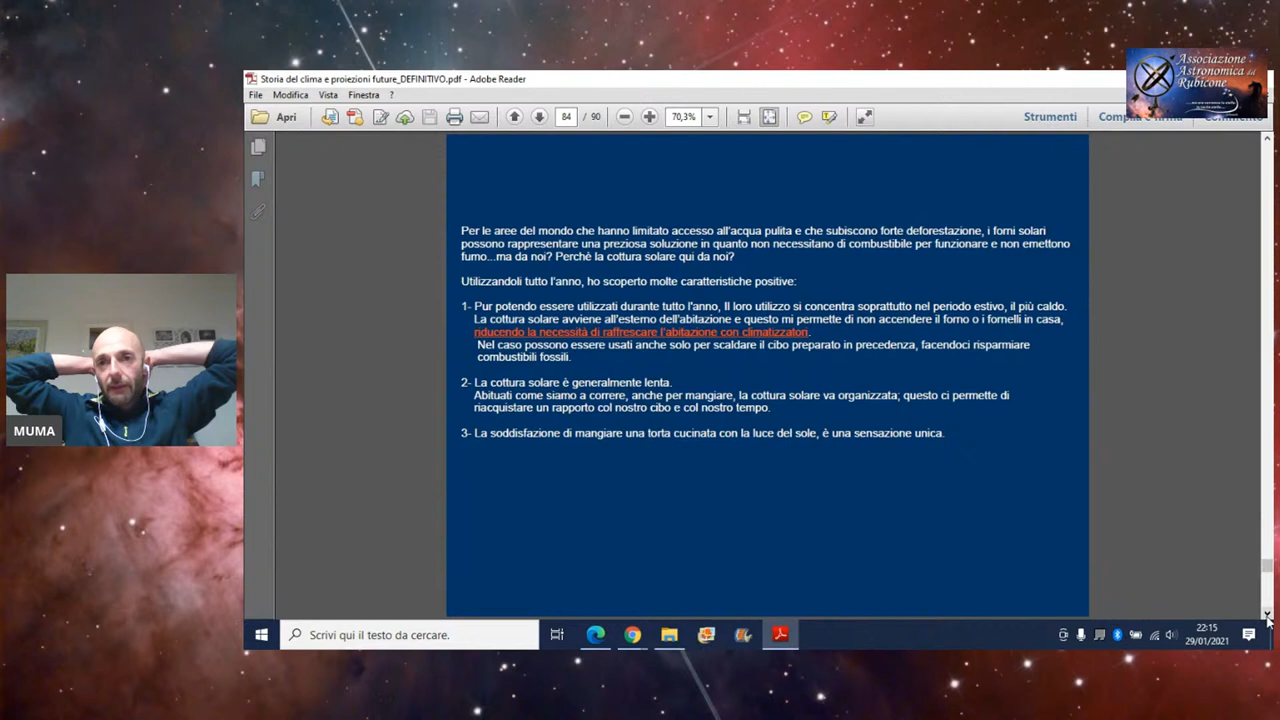 Associazione
Astronomica del
Rubicone
Storia del clima e proiezioni future_DEFINITIVO.pdf - Adobe Reader
File Modifica Vista Finestra ?
Apri 84 / 90 70,3% Strumenti
Per le aree del mondo che hanno limitato accesso all'acqua pulita e che subiscono forte deforestazione, i forni solari
possono rappresentare una preziosa soluzione in quanto non necessitano di combustibile per funzionare e non emettono
fumo...ma da noi? Perchè la cottura solare qui da noi?
Utilizzandoli tutto l'anno, ho scoperto molte caratteristiche positive:
1- Pur potendo essere utilizzati durante tutto l'anno, Il loro utilizzo si concentra soprattutto nel periodo estivo, il più caldo.
La cottura solare avviene all'esterno dell'abitazione e questo mi permette di non accendere il forno o i fornelli in casa,
riducendo la necessità di raffrescare l'abitazione con climatizzatori.
Nel caso possono essere usati anche solo per scaldare il cibo preparato in precedenza, facendoci risparmiare
combustibili fossili.
2- La cottura solare è generalmente lenta.
Abituati come siamo a correre, anche per mangiare, la cottura solare va organizzata; questo ci permette di
riacquistare un rapporto col nostro cibo e col nostro tempo.
3- La soddisfazione di mangiare una torta cucinata con la luce del sole, è una sensazione unica.
MUMA
Scrivi qui il testo da cercare.
22:15
29/01/2021